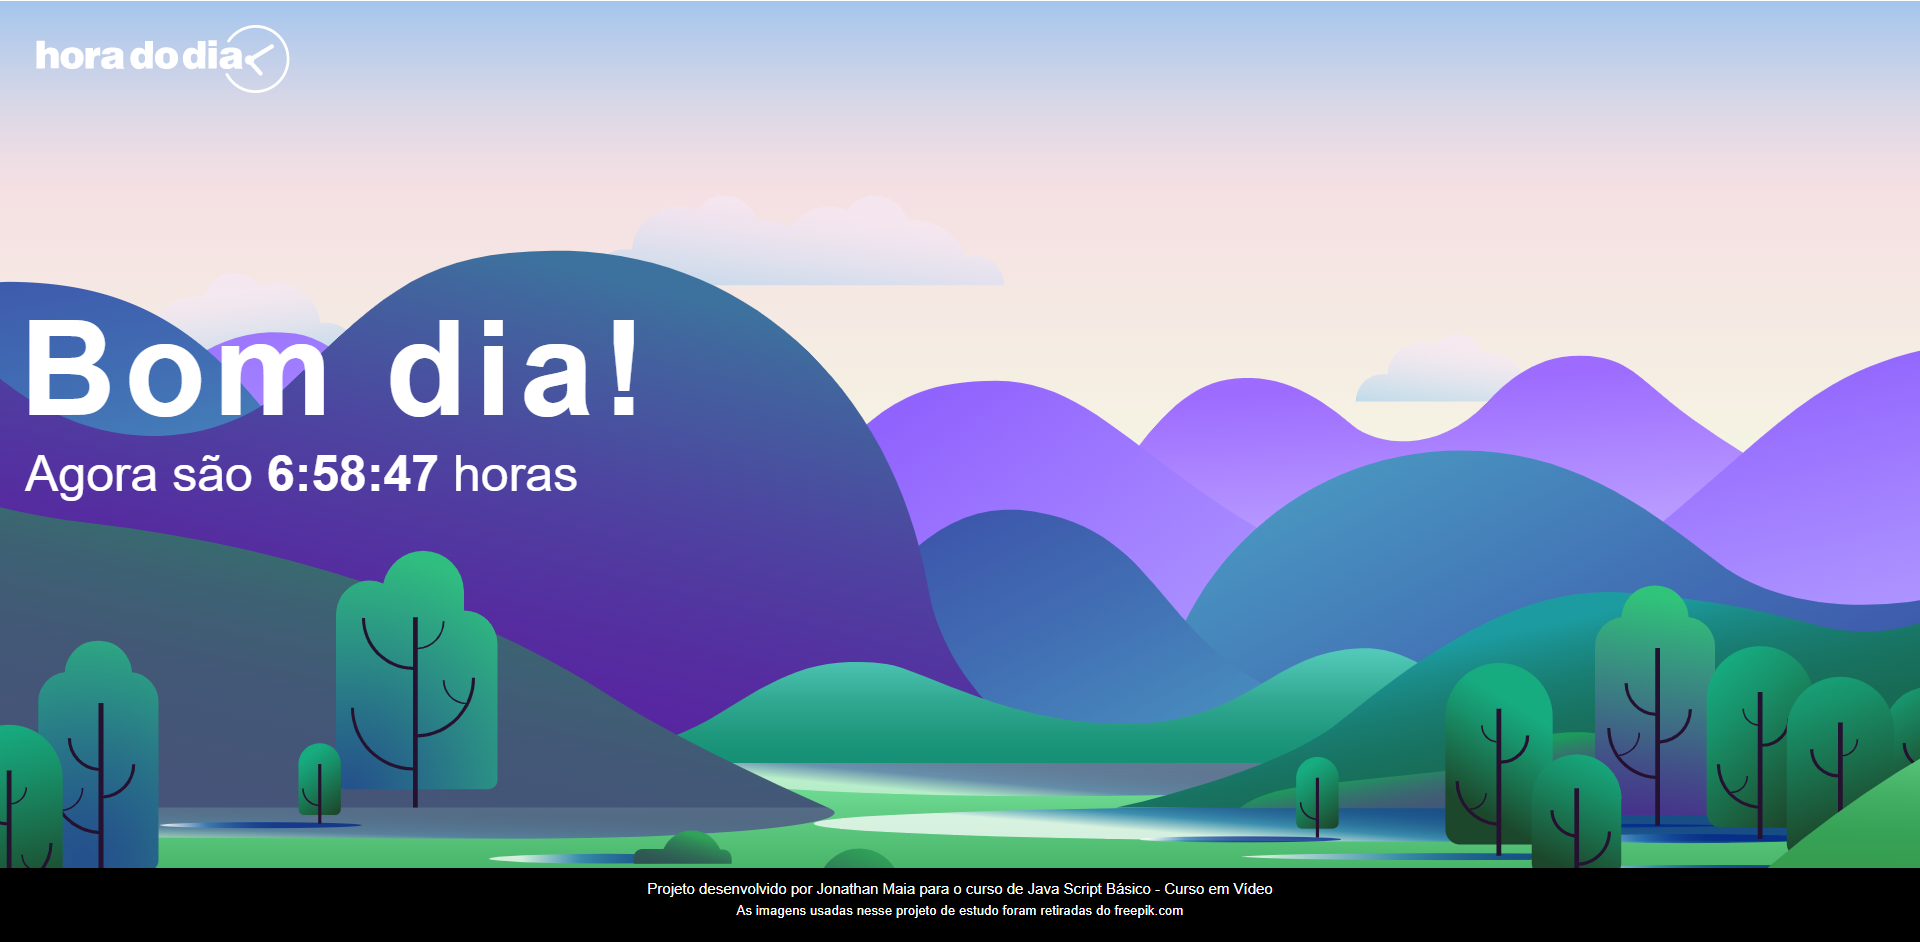 hora do dia
Bom dia!
Agora são 6:58:47 horas
Projeto desenvolvido por Jonathan Maia para o curso de Java Script Básico - Curso em Vídeo
As imagens usadas nesse projeto de estudo foram retiradas do freepik.com